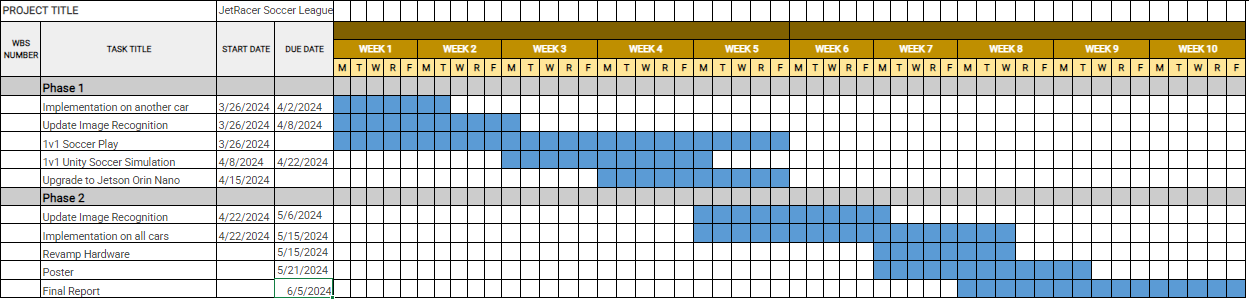 PROJECT TITLE JetRacer Soccer League
WBS NUMBER TASK TITLE START DATE DUE DATE WEEK 1 WEEK 2 WEEK 3 WEEK 4 WEEK 5 WEEK 6 WEEK 7 WEEK 8 WEEK 9 WEEK 10
M T W R F M T W R F M T W R F M T W R F M T W R F M T W R F M T W R F M T W R F M T W R F M T W R F
Phase 1
Implementation on another car 3/26/2024 4/2/2024
Update Image Recognition 3/26/2024 4/8/2024
1v1 Soccer Play 3/26/2024
1v1 Unity Soccer Simulation 4/8/2024 4/22/2024
Upgrade to Jetson Orin Nano 4/15/2024
Phase 2
Update Image Recognition 4/22/2024 5/6/2024
Implementation on all cars 4/22/2024 5/15/2024
Revamp Hardware 5/15/2024
Poster 5/21/2024
Final Report 6/5/2024